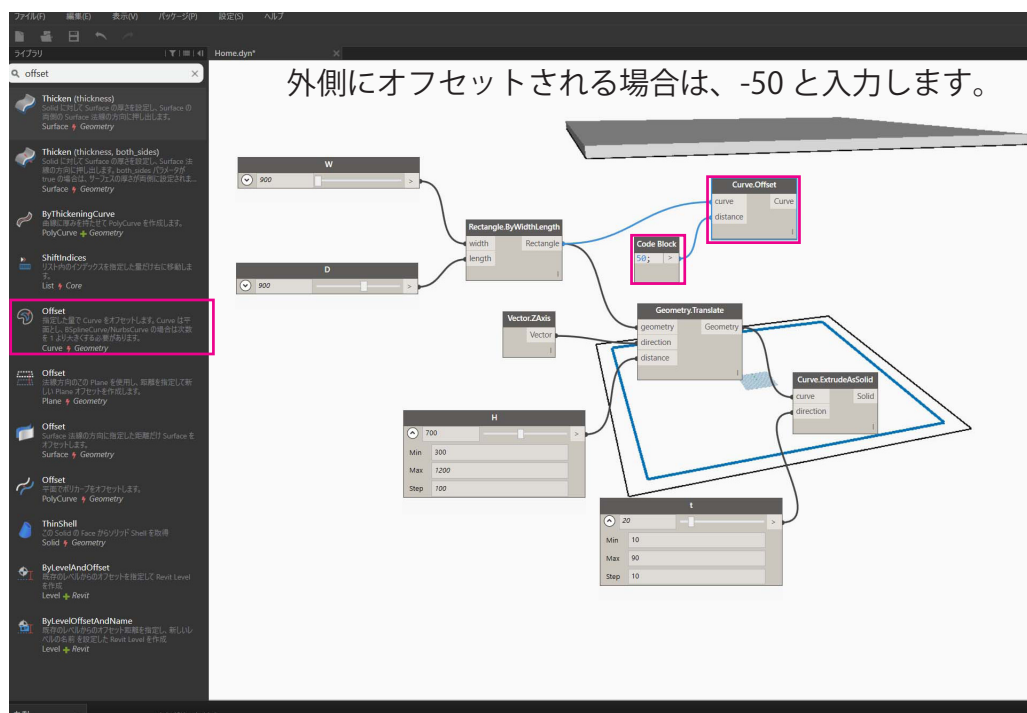 ファイル(F) 編集(E) 表示(V) パッケージ(P) 設定(S) ヘルプ
ライブラリ
Home.dyn*
offset
外側にオフセットされる場合は、-50 と入力します。
Thicken (thickness)
Solid に対して Surface の厚さを設定し、Surface の
両側の Surface 法線の方向に押し出します。
Surface Geometry
Thicken (thickness, both_sides)
Solid に対して Surface の厚さを設定し、Surface 法
線の方向に押し出します。both_sides パラメータが
true の場合は、サーフェスの厚さが両側に設定されま...
Surface Geometry
ByThickeningCurve
曲線に厚みを持たせて PolyCurve を作成します。
PolyCurve Geometry
ShiftIndices
リスト内のインデックスを指定した量だけ右に移動しま
す。
List Core
Offset
指定した量で Curve をオフセットします。Curve は平
面とし、BSplineCurve/NurbsCurve の場合は次数
を 1 より大きくする必要があります。
Curve Geometry
Offset
法線方向のこの Plane を使用し、距離を指定して新
しい Plane オフセットを作成します。
Plane Geometry
Offset
Surface 法線の方向に指定した距離だけ Surface を
オフセットします。
Surface Geometry
Offset
平面でポリカーブをオフセットします。
PolyCurve Geometry
ThinShell
この Solid の Face からソリッド Shell を取得
Solid Geometry
ByLevelAndOffset
既存のレベルからのオフセットを指定して Revit Level
を作成
Level Revit
ByLevelOffsetAndName
既存のレベルからのオフセット距離を指定し、新しいレ
ベルの名前 を設定した Revit Level を作成
Level Revit
W
900
>
D
900
>
Rectangle.ByWidthLength
width Rectangle
length
Curve.Offset
curve Curve
distance
Code Block
50; >
Vector.ZAxis
Vector
Geometry.Translate
geometry Geometry
direction
distance
Curve.ExtrudeAsSolid
curve Solid
direction
H
700 >
Min 300
Max 1200
Step 100
t
20 >
Min 10
Max 90
Step 10